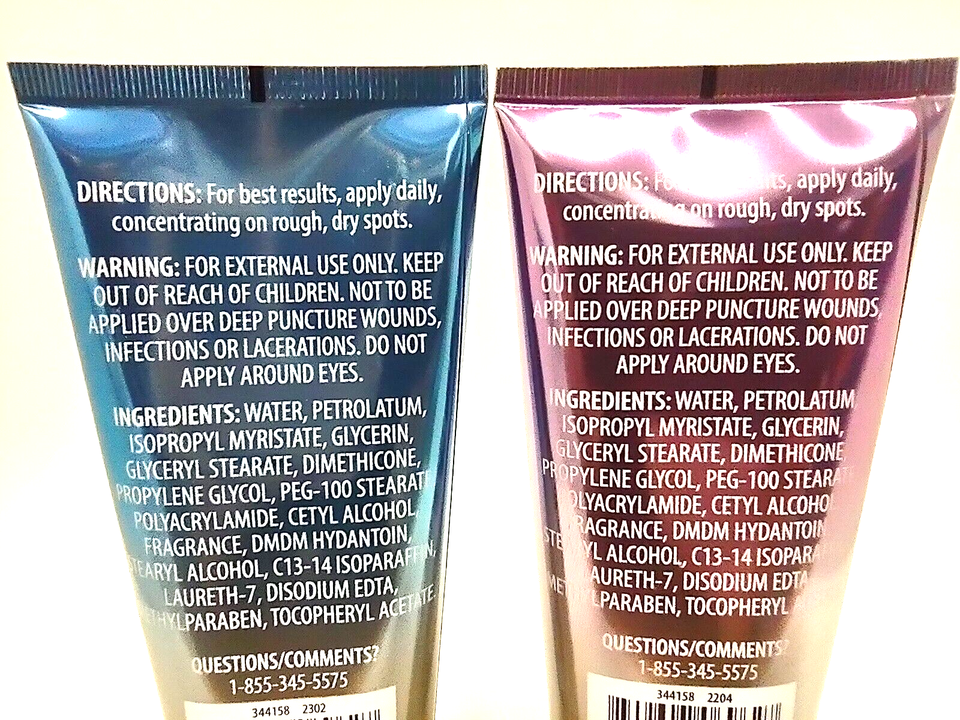 DIRECTIONS: For best results, apply daily,
concentrating on rough, dry spots.
WARNING: FOR EXTERNAL USE ONLY. KEEP
OUT OF REACH OF CHILDREN. NOT TO BE
APPLIED OVER DEEP PUNCTURE WOUNDS,
INFECTIONS OR LACERATIONS. DO NOT
APPLY AROUND EYES.
INGREDIENTS: WATER, PETROLATUM,
ISOPROPYL MYRISTATE, GLYCERIN,
GLYCERYL STEARATE, DIMETHICONE,
PROPYLENE GLYCOL, PEG-100 STEARATE
POLYACRYLAMIDE, CETYL ALCOHOL,
FRAGRANCE, DMDM HYDANTOIN,
STEARYL ALCOHOL, C13-14 ISOPARAFFIN,
LAURETH-7, DISODIUM EDTA,
METHYLPARABEN, TOCOPHERYL ACETATE.
QUESTIONS/COMMENTS?
1-855-345-5575
344158 2302
DIRECTIONS: apply daily,
concentrating on rough, dry spots.
WARNING: FOR EXTERNAL USE ONLY. KEEP
OUT OF REACH OF CHILDREN. NOT TO BE
APPLIED OVER DEEP PUNCTURE WOUNDS,
INFECTIONS OR LACERATIONS. DO NOT
APPLY AROUND EYES.
INGREDIENTS: WATER, PETROLATUM,
ISOPROPYL MYRISTATE, GLYCERIN,
GLYCERYL STEARATE, DIMETHICONE,
PROPYLENE GLYCOL, PEG-100 STEARATE
POLYACRYLAMIDE, CETYL ALCOHOL
FRAGRANCE, DMDM HYDANTOIN
STEARYL ALCOHOL, C13-14 ISOPARAFFIN
LAURETH-7, DISODIUM EDTA
METHYLPARABEN, TOCOPHERYL
QUESTIONS/COMMENTS?
1-855-345-5575
344158 2204